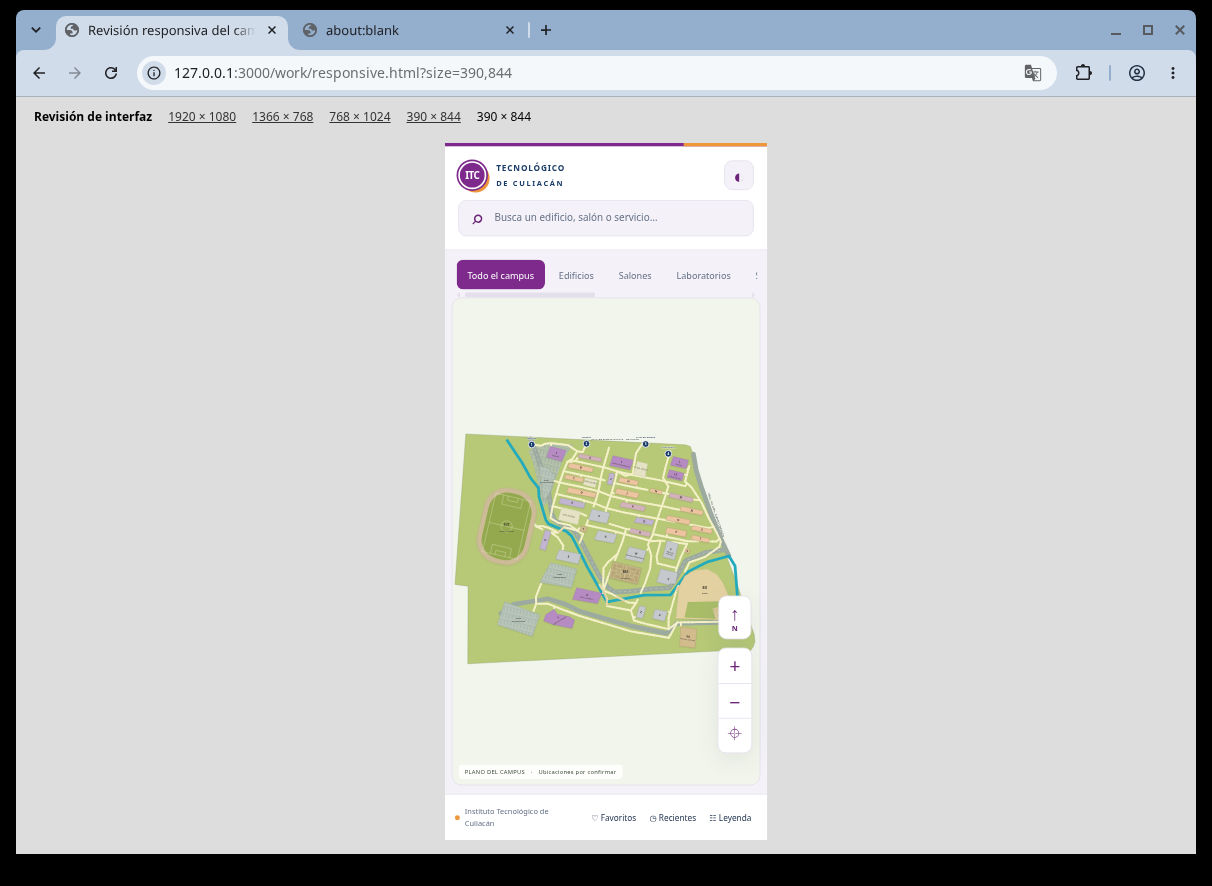 Revisión responsiva del can
about:blank
127.0.0.1:3000/work/responsive.html?size=390,844
Revisión de interfaz 1920 × 1080 1366 × 768 768 × 1024 390 × 844 390 × 844
ITC
TECNOLÓGICO
DE CULIACÁN
Busca un edificio, salón o servicio...
Todo el campus Edificios Salones Laboratorios
N
+
−
PLANO DEL CAMPUS · Ubicaciones por confirmar
Instituto Tecnológico de
Culiacán
Favoritos Recientes Leyenda